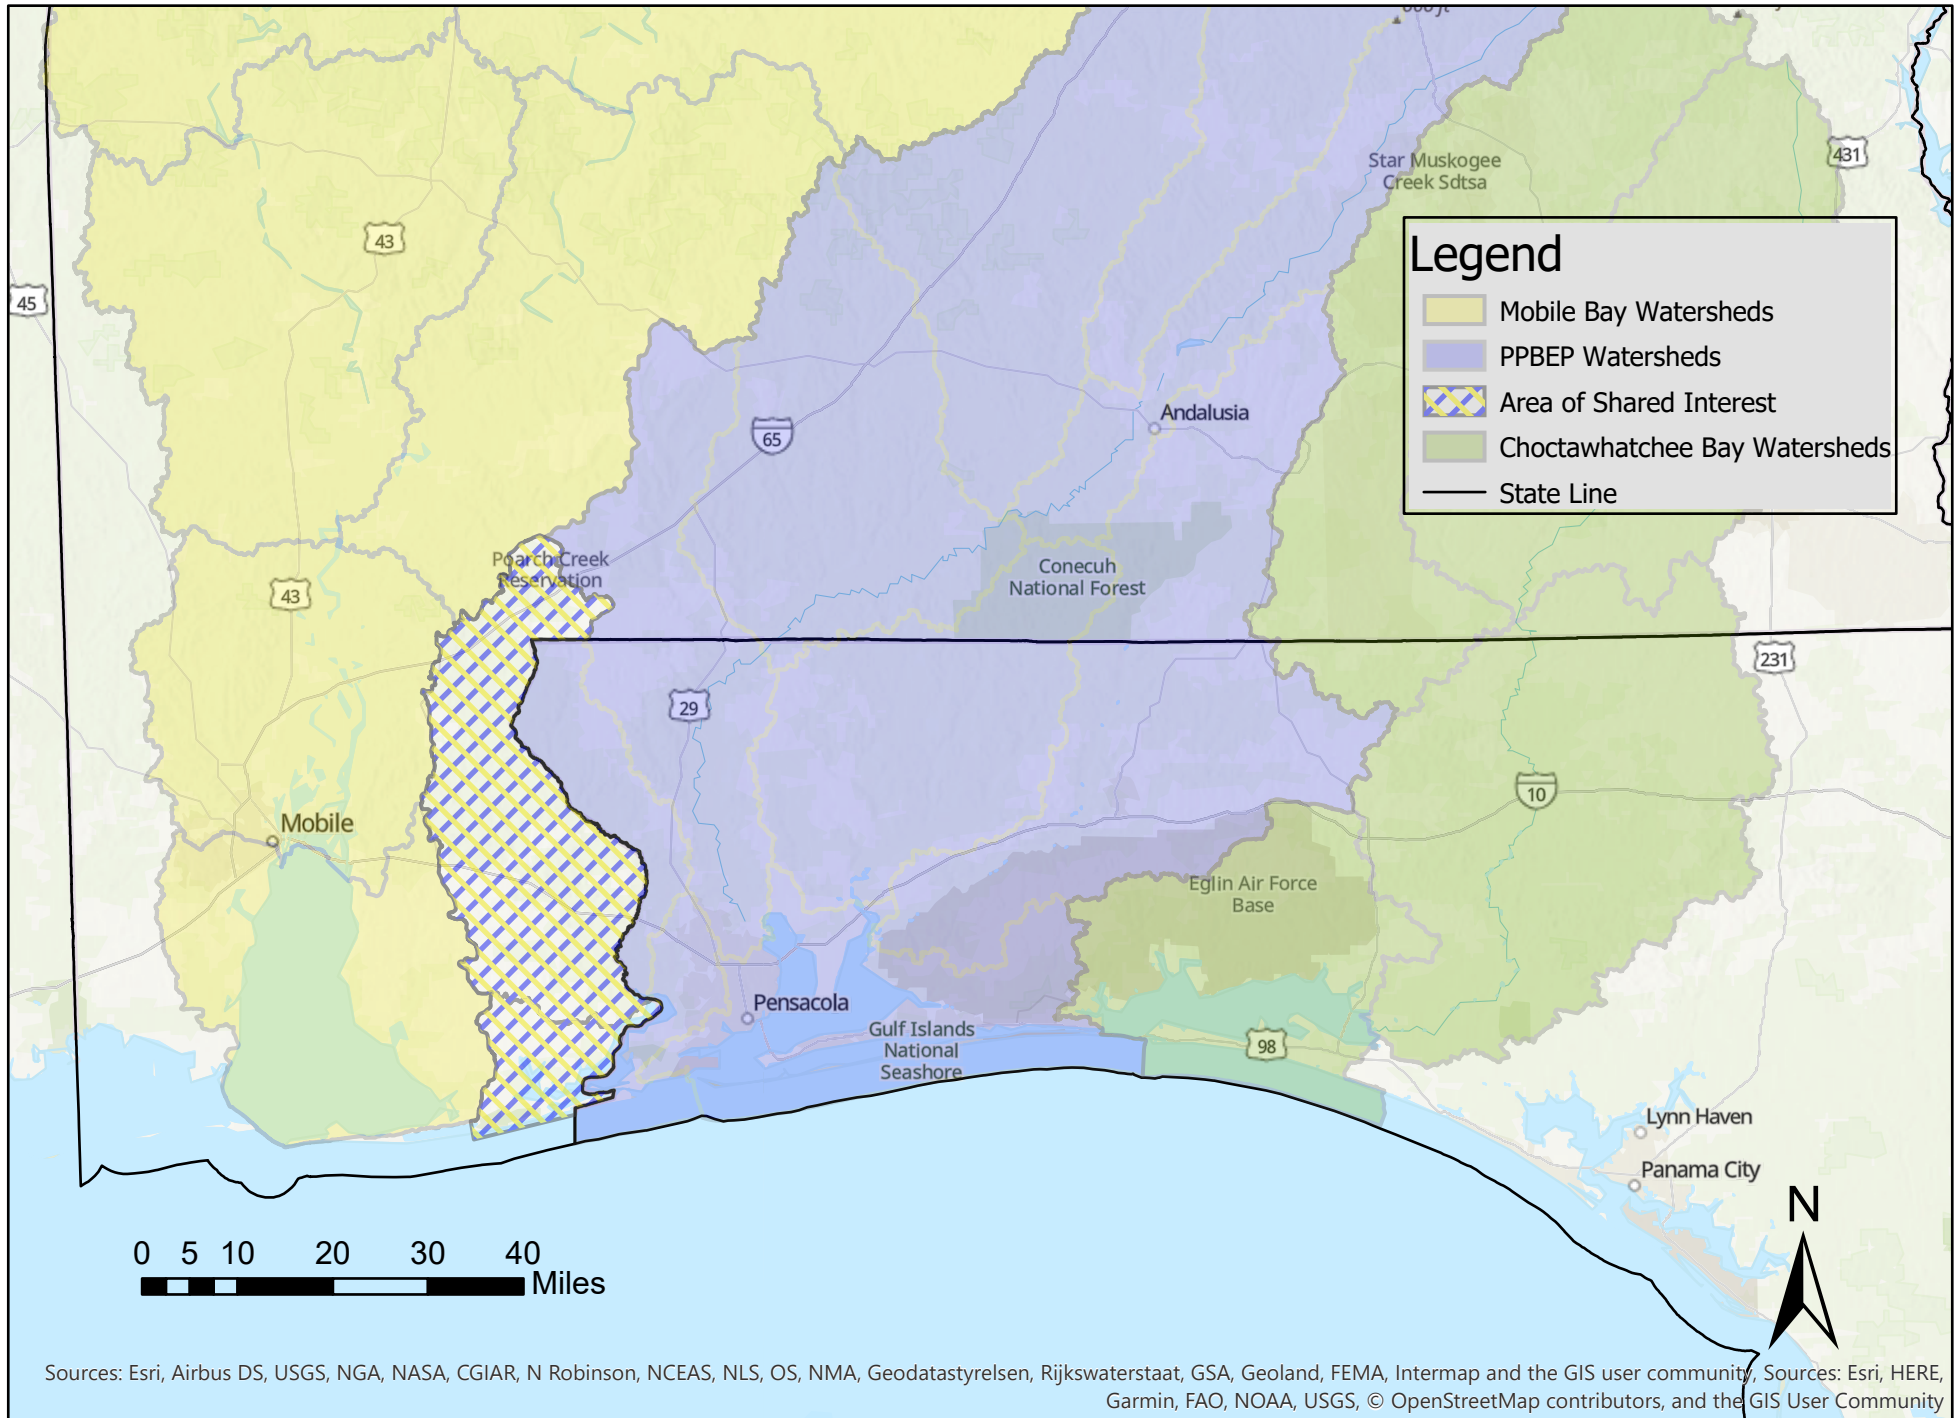 Star Muskogee
Creek Sdtsa
431
43
45
Legend
Mobile Bay Watersheds
PPBEP Watersheds
Area of Shared Interest
Choctawhatchee Bay Watersheds
State Line
Andalusia
65
Poarch Creek
Reservation
43
Conecuh
National Forest
231
29
10
Mobile
Eglin Air Force
Base
Pensacola
Gulf Islands
National
Seashore
98
Lynn Haven
Panama City
N
0 5 10 20 30 40
Miles
Sources: Esri, Airbus DS, USGS, NGA, NASA, CGIAR, N Robinson, NCEAS, NLS, OS, NMA, Geodatastyrelsen, Rijkswaterstaat, GSA, Geoland, FEMA, Intermap and the GIS user community, Sources: Esri, HERE,
Garmin, FAO, NOAA, USGS, © OpenStreetMap contributors, and the GIS User Community